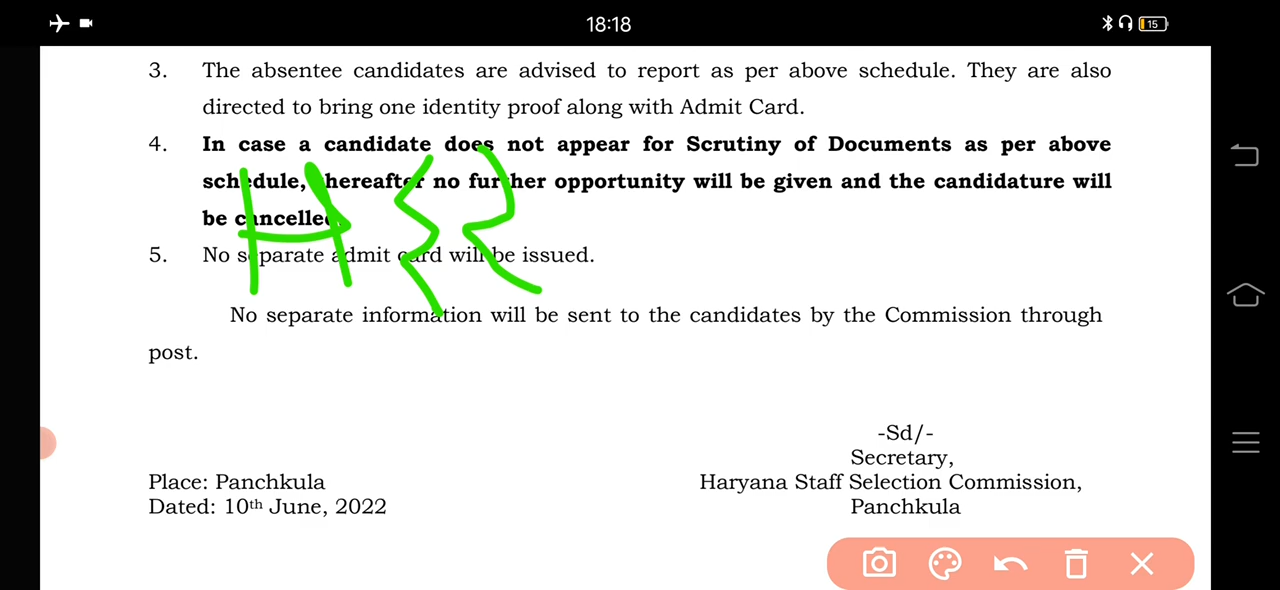 18:18
15
3. The absentee candidates are advised to report as per above schedule. They are also
directed to bring one identity proof along with Admit Card.
4. In case a candidate does not appear for Scrutiny of Documents as per above
schedule, thereafter no further opportunity will be given and the candidature will
be cancelled
5. No separate admit card will be issued.
No separate information will be sent to the candidates by the Commission through
post.
-Sd/-
Secretary,
Place: Panchkula Haryana Staff Selection Commission,
Dated: 10th June, 2022 Panchkula